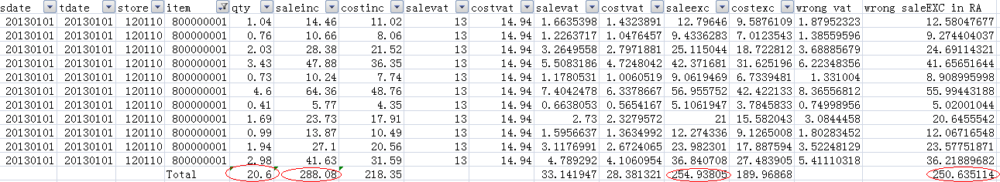 sdate tdate store item qty saleinc costinc salevat costvat salevat costvat saleexc costexc wrong vat wrong saleEXC in RA
20130101 20130101 120110 800000001 1.04 14.46 11.02 13 14.94 1.6635398 1.4323891 12.79646 9.5876109 1.87952323 12.58047677
20130101 20130101 120110 800000001 0.76 10.66 8.06 13 14.94 1.2263717 1.0476457 9.4336283 7.0123543 1.38559596 9.274404037
20130101 20130101 120110 800000001 2.03 28.38 21.52 13 14.94 3.2649558 2.7971881 25.115044 18.722812 3.68885679 24.69114321
20130101 20130101 120110 800000001 3.43 47.88 36.35 13 14.94 5.5083186 4.7248042 42.371681 31.625196 6.22348356 41.65651644
20130101 20130101 120110 800000001 0.73 10.24 7.74 13 14.94 1.1780531 1.0060519 9.0619469 6.7339481 1.331004 8.908995998
20130101 20130101 120110 800000001 4.6 64.36 48.76 13 14.94 7.4042478 6.3378667 56.955752 42.422133 8.36556812 55.99443188
20130101 20130101 120110 800000001 0.41 5.77 4.35 13 14.94 0.6638053 0.5654167 5.1061947 3.7845833 0.74998956 5.02001044
20130101 20130101 120110 800000001 1.69 23.73 17.91 13 14.94 2.73 2.3279572 21 15.582043 3.0844458 20.6455542
20130101 20130101 120110 800000001 0.99 13.87 10.49 13 14.94 1.5956637 1.3634992 12.274336 9.1265008 1.80283452 12.06716548
20130101 20130101 120110 800000001 1.94 27.1 20.56 13 14.94 3.1176991 2.6724065 23.982301 17.887594 3.52248129 23.57751871
20130101 20130101 120110 800000001 2.98 41.63 31.59 13 14.94 4.789292 4.1060954 36.840708 27.483905 5.41110318 36.21889682
Total 20.6 288.08 218.35 33.141947 28.381321 254.93805 189.96868 250.635114